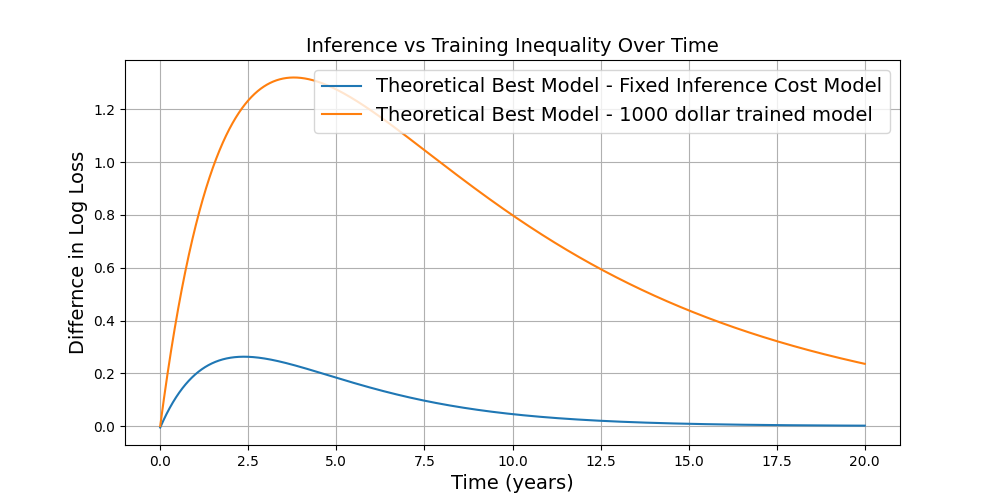 Inference vs Training Inequality Over Time
Theoretical Best Model - Fixed Inference Cost Model
Theoretical Best Model - 1000 dollar trained model
Differnce in Log Loss
1.2
1.0
0.8
0.6
0.4
0.2
0.0
0.0 2.5 5.0 7.5 10.0 12.5 15.0 17.5 20.0
Time (years)